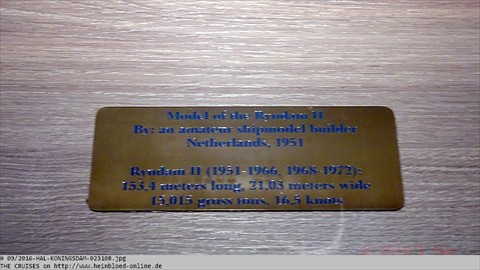 Model of the Ryndam II
By: an amateur shipmodel builder
Netherlands, 1951
Ryndam II (1951-1966, 1968-1972):
153,4 meters long, 21,03 meters wide
15,015 gross tons, 16,5 knots
© 09/2016-HAL-KONINGSDAM-023108.jpg
THE CRUISES on http://www.heinbloed-online.de